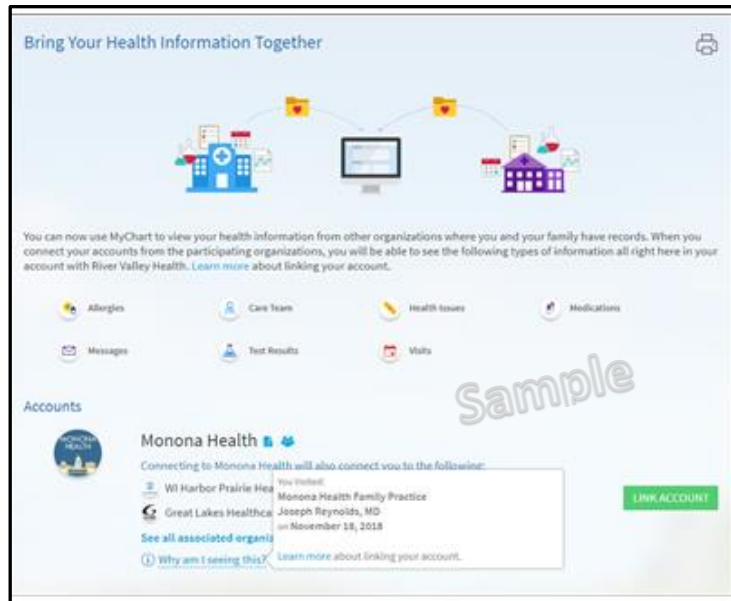 Bring Your Health Information Together
You can now use MyChart to view your health information from other organizations where you and your family have records. When you
connect your accounts from the participating organizations, you will be able to see the following types of information all right here in your
account with River Valley Health. Learn more about linking your account.
Allergies
Care Team
Health Issues
Medications
Messages
Test Results
Visits
Sample
Accounts
MONONA
HEALTH
Monona Health
Connecting to Monona Health will also connect you to the following:
WI Harbor Prairie Hea
Great Lakes Healthca
See all associated organiz
Why am I seeing this?
You Visited:
Monona Health Family Practice
Joseph Reynolds, MD
on November 18, 2018
Learn more about linking your account.
LINK ACCOUNT